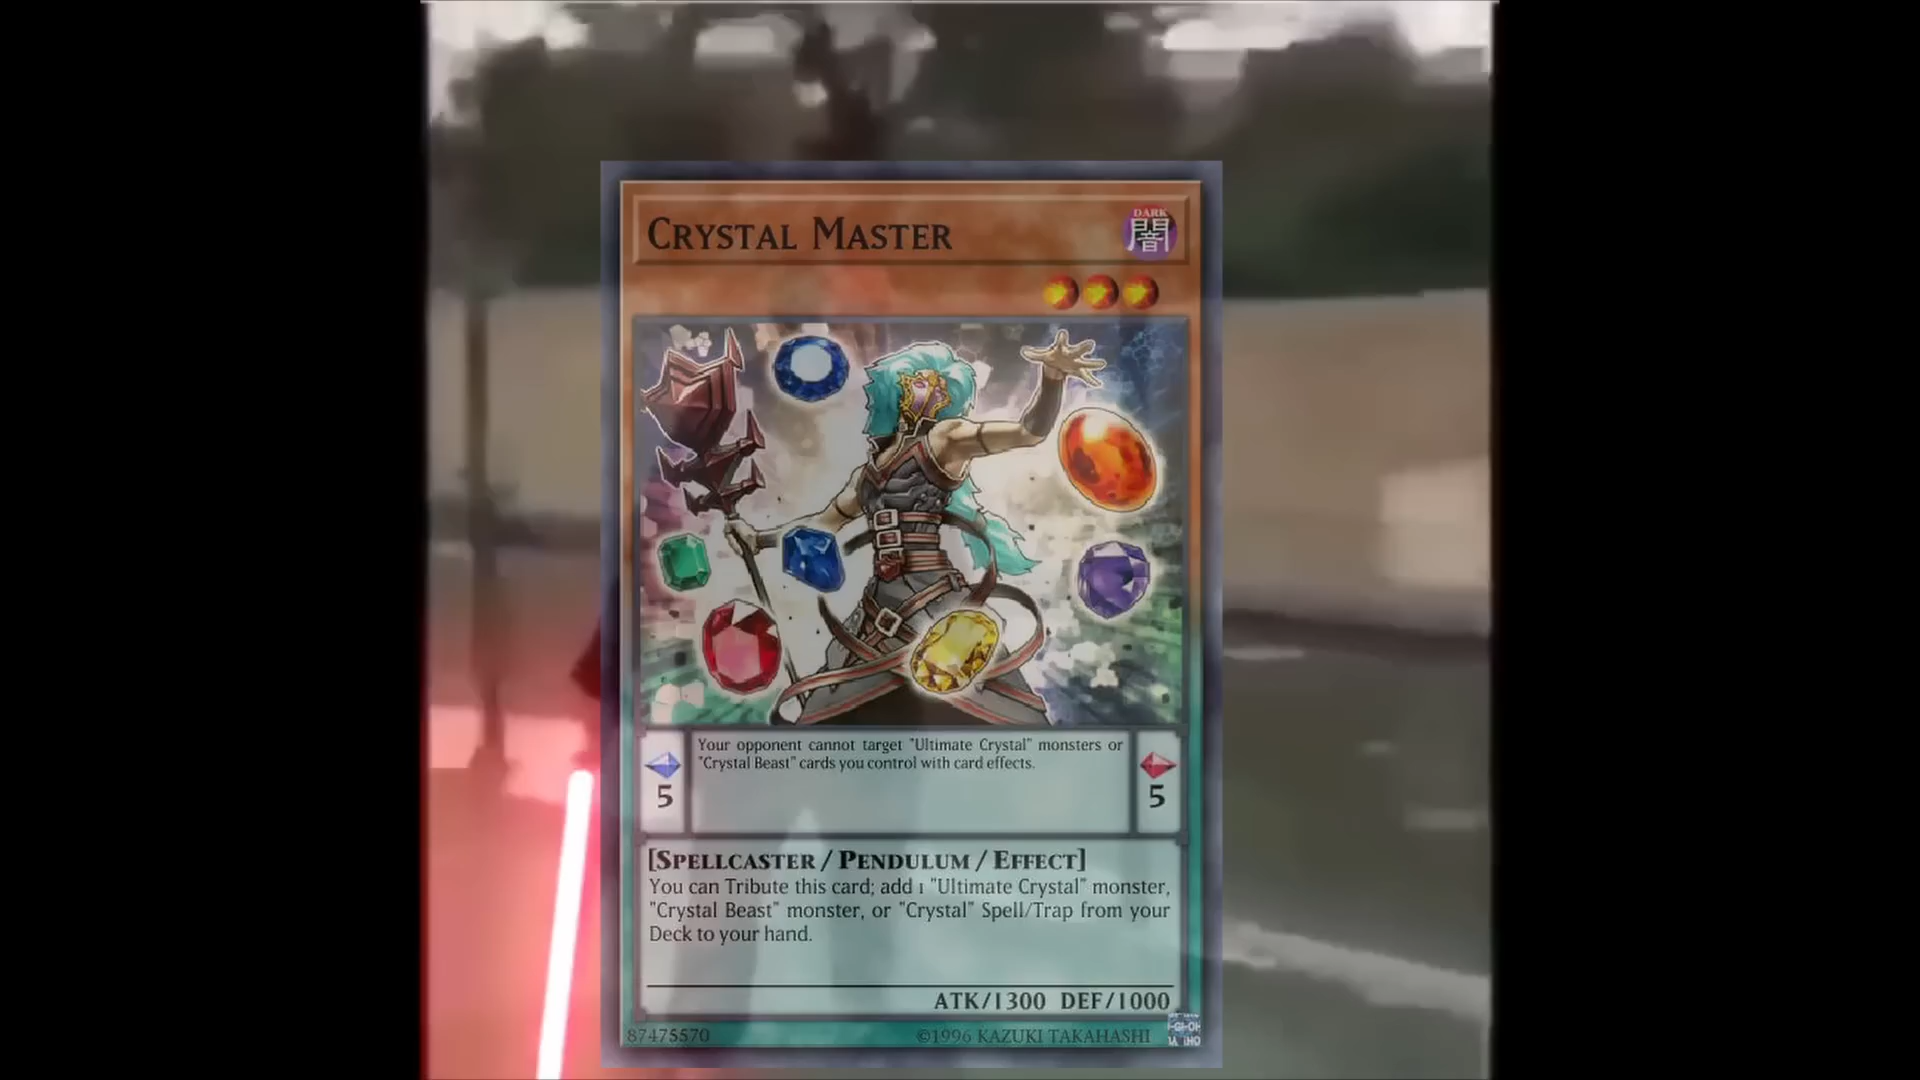 CRYSTAL MASTER
DARK
闇
Your opponent cannot target "Ultimate Crystal" monsters or
"Crystal Beast" cards you control with card effects.
5
5
[SPELLCASTER / PENDULUM / EFFECT]
You can Tribute this card; add 1 "Ultimate Crystal" monster,
"Crystal Beast" monster, or "Crystal" Spell/Trap from your
Deck to your hand.
ATK/1300 DEF/1000
87475570
©1996 KAZUKI TAKAHASHI